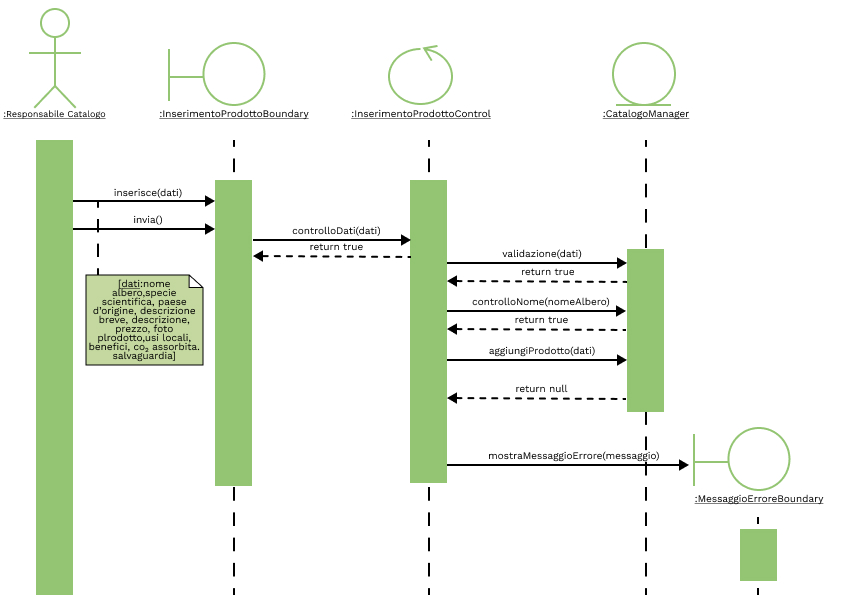 :Responsabile Catalogo
:InserimentoProdottoBoundary
:InserimentoProdottoControl
:CatalogoManager
inserisce(dati)
invia()
controlloDati(dati)
return true
validazione(dati)
return true
controlloNome(nomeAlbero)
return true
aggiungiProdotto(dati)
return null
[dati:nome
albero,specie
scientifica, paese
d'origine, descrizione
breve, descrizione,
prezzo, foto
plrodotto,usi locali,
benefici, co₂ assorbita.
salvaguardia]
mostraMessaggioErrore(messaggio)
:MessaggioErroreBoundary